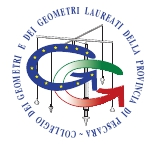 COLLEGIO DEI GEOMETRI E DEI GEOMETRI LAUREATI DELLA PROVINCIA DI PESCARA ~